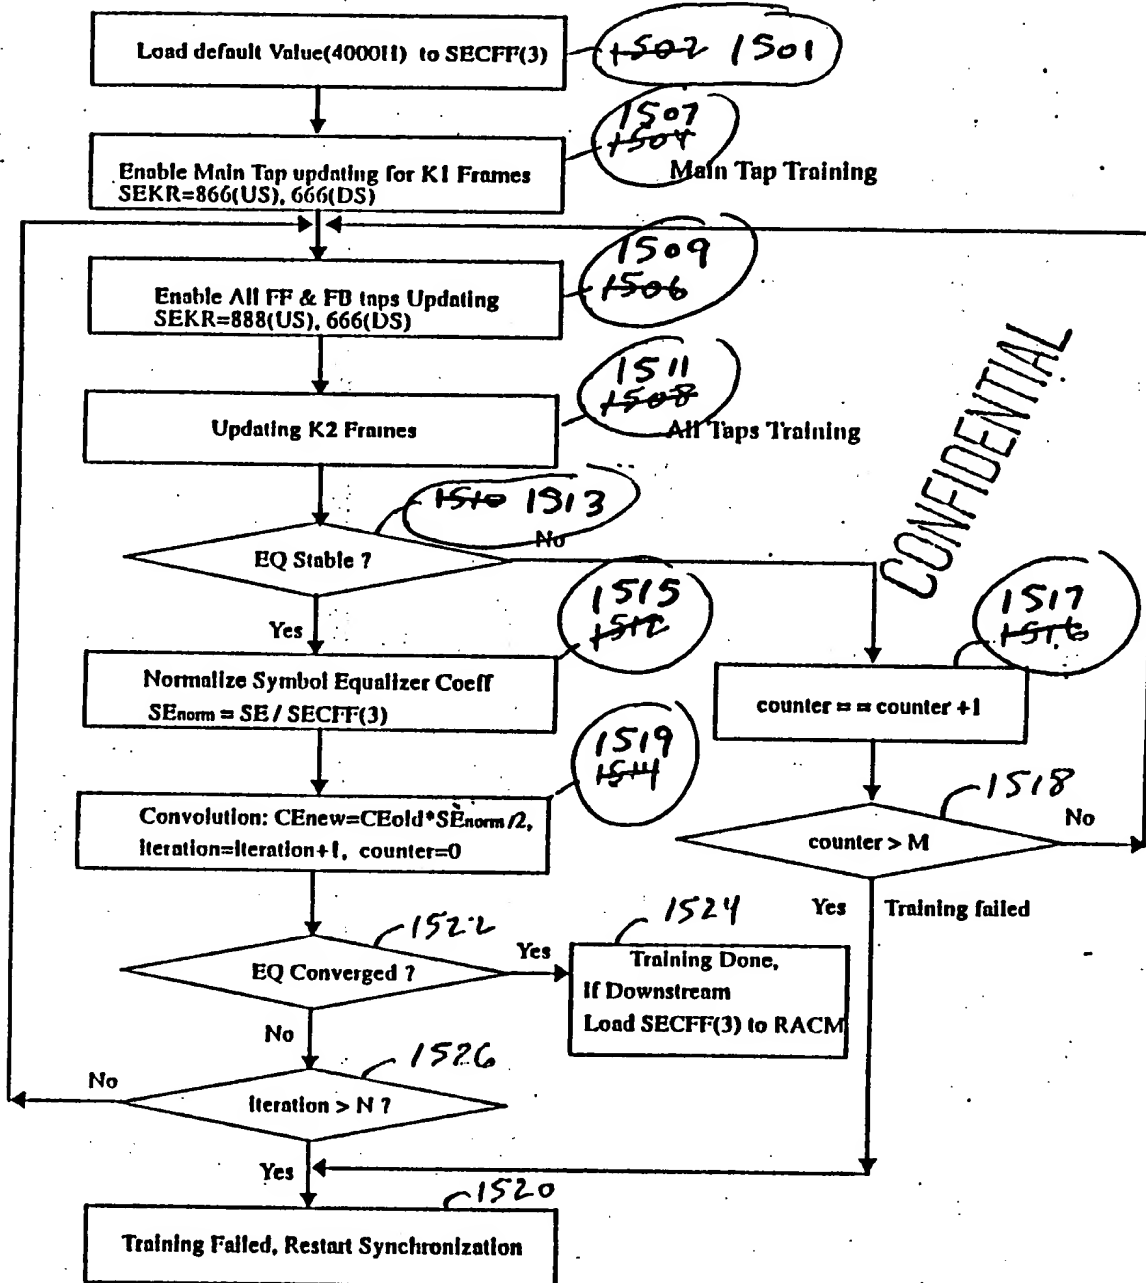 Load default Value(4000H) to SECFF(3)
1502 1501
1507
1504
Enable Main Tap updating for K1 Frames
SEKR=866(US), 666(DS)
Main Tap Training
1509
1506
Enable All FF & FB taps Updating
SEKR=888(US), 666(DS)
1511
1508
Updating K2 Frames
All Taps Training
CONFIDENTIAL
1510 1513
No
EQ Stable ?
1515
1512
1517
1516
Yes
Normalize Symbol Equalizer Coeff
SEnorm = SE / SECFF(3)
counter = = counter +1
1519
1514
1518
Convolution: CEnew=CEold*SEnorm/2,
Iteration=Iteration+1, counter=0
counter > M
No
Yes
Training failed
1522
1524
EQ Converged ?
Yes
Training Done,
If Downstream
Load SECFF(3) to RACM
No
1526
No
Iteration > N ?
Yes
1520
Training Failed, Restart Synchronization